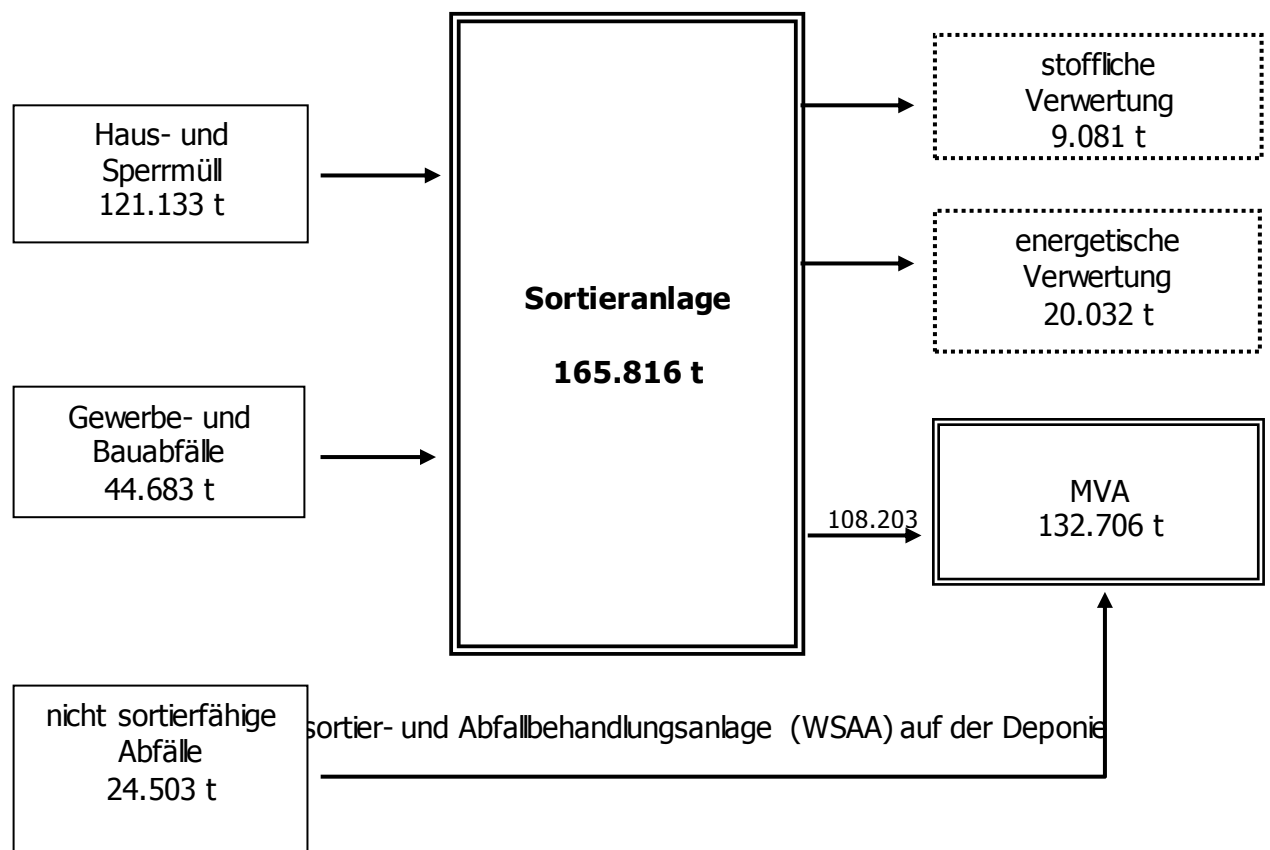 Haus- und
Sperrmüll
121.133 t
Gewerbe- und
Bauabfälle
44.683 t
nicht sortierfähige
Abfälle
24.503 t
Sortieranlage
165.816 t
stoffliche
Verwertung
9.081 t
energetische
Verwertung
20.032 t
108.203
MVA
132.706 t
sortier- und Abfallbehandlungsanlage (WSAA) auf der Deponie